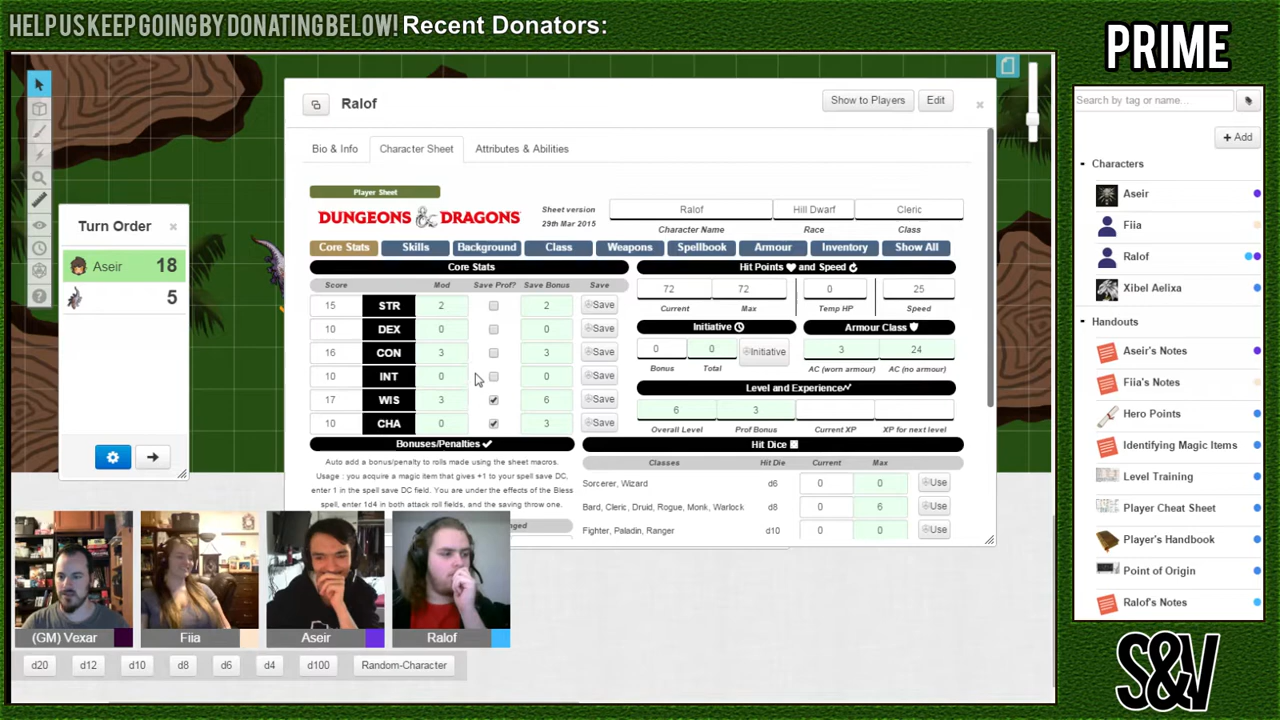 HELP US KEEP GOING BY DONATING BELOW! Recent Donators:
PRIME
Search by tag or name...
+ Add
Characters
Aseir
Fiia
Ralof
Xibel Aelixa
Handouts
Aseir's Notes
Fiia's Notes
Hero Points
Identifying Magic Items
Level Training
Player Cheat Sheet
Player's Handbook
Point of Origin
Ralof's Notes
S&V
Turn Order ×
Aseir 18
5
Ralof
Show to Players Edit ×
Bio & Info Character Sheet Attributes & Abilities
Player Sheet
DUNGEONS & DRAGONS
Sheet version
29th Mar 2015
Ralof Hill Dwarf Cleric
Character Name Race Class
Core Stats Skills Background Class Weapons Spellbook Armour Inventory Show All
Core Stats
Score Mod Save Prof? Save Bonus Save
15 STR 2 2 Save
10 DEX 0 0 Save
16 CON 3 3 Save
10 INT 0 0 Save
17 WIS 3 6 Save
10 CHA 0 3 Save
Hit Points and Speed
72 72 0 25
Current Max Temp HP Speed
Initiative Armour Class
0 0 Initiative 3 24
Bonus Total AC (worn armour) AC (no armour)
Level and Experience
6 3
Overall Level Prof Bonus Current XP XP for next level
Bonuses/Penalties
Auto add a bonus/penalty to rolls made using the sheet macros.
Usage : you acquire a magic item that gives +1 to your spell save DC,
enter 1 in the spell save DC field. You are under the effects of the Bless
spell, enter 1d4 in both attack roll fields, and the saving throw one.
nged
Hit Dice
Classes Hit Die Current Max
Sorcerer, Wizard d6 0 0 Use
Bard, Cleric, Druid, Rogue, Monk, Warlock d8 0 6 Use
Fighter, Paladin, Ranger d10 0 0 Use
(GM) Vexar
Fiia
Aseir
Ralof
d20 d12 d10 d8 d6 d4 d100 Random-Character